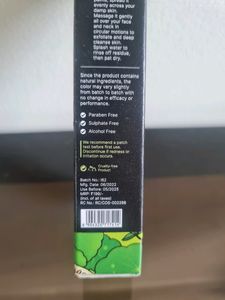 evenly across your
damp skin.
Massage it gently
all over your face
and neck in
circular motions to
exfoliate and deep
cleanse skin.
Splash water to
rinse off residue,
then pat dry.
Since the product contains
natural ingredients, the
color may vary slightly
from batch to batch with
no change in efficacy or
performance.
Paraben Free
Sulphate Free
Alcohol Free
We recommend a patch
test before first use.
Discontinue if redness or
irritation occurs.
Cruelty-free
Product
Batch No.: 162
Mfg. Date: 06/2022
Use Before: 05/2025
MRP: ₹199/-
(Incl. of all taxes)